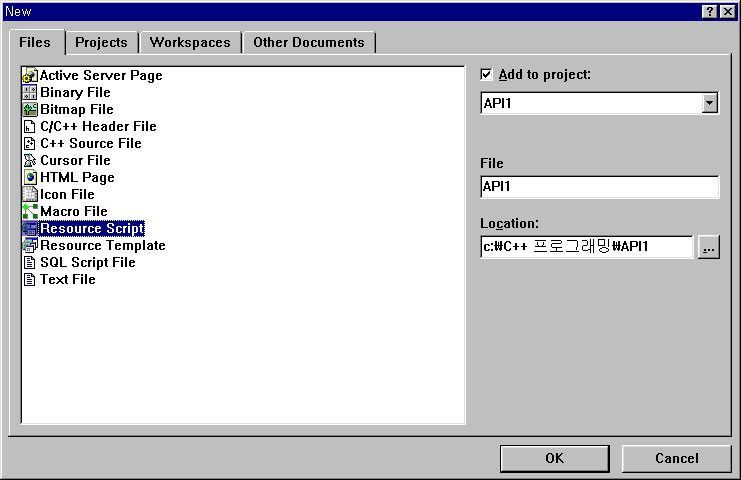 New
Files Projects Workspaces Other Documents
Active Server Page
Binary File
Bitmap File
C/C++ Header File
C++ Source File
Cursor File
HTML Page
Icon File
Macro File
Resource Script
Resource Template
SQL Script File
Text File
Add to project:
API1
File
API1
Location:
c:₩C++ 프로그래밍₩API1
...
OK Cancel